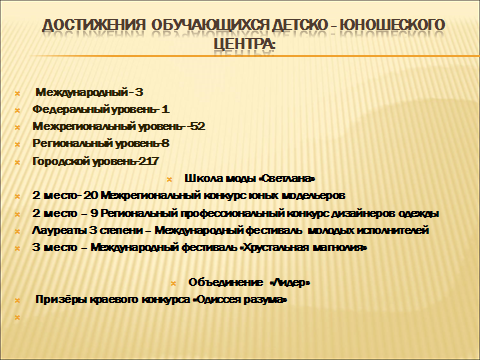 ДОСТИЖЕНИЯ ОБУЧАЮЩИХСЯ ДЕТСКО - ЮНОШЕСКОГО
ЦЕНТРА:
Международный - 3
Федеральный уровень- 1
Межрегиональный уровень- -52
Региональный уровень-8
Городской уровень-217
Школа моды «Светлана»
2 место- 20 Межрегиональный конкурс юных модельеров
2 место – 9 Региональный профессиональный конкурс дизайнеров одежды
Лауреаты 3 степени – Международный фестиваль молодых исполнителей
3 место – Международный фестиваль «Хрустальная магнолия»
Объединение «Лидер»
Призёры краевого конкурса «Одиссея разума»